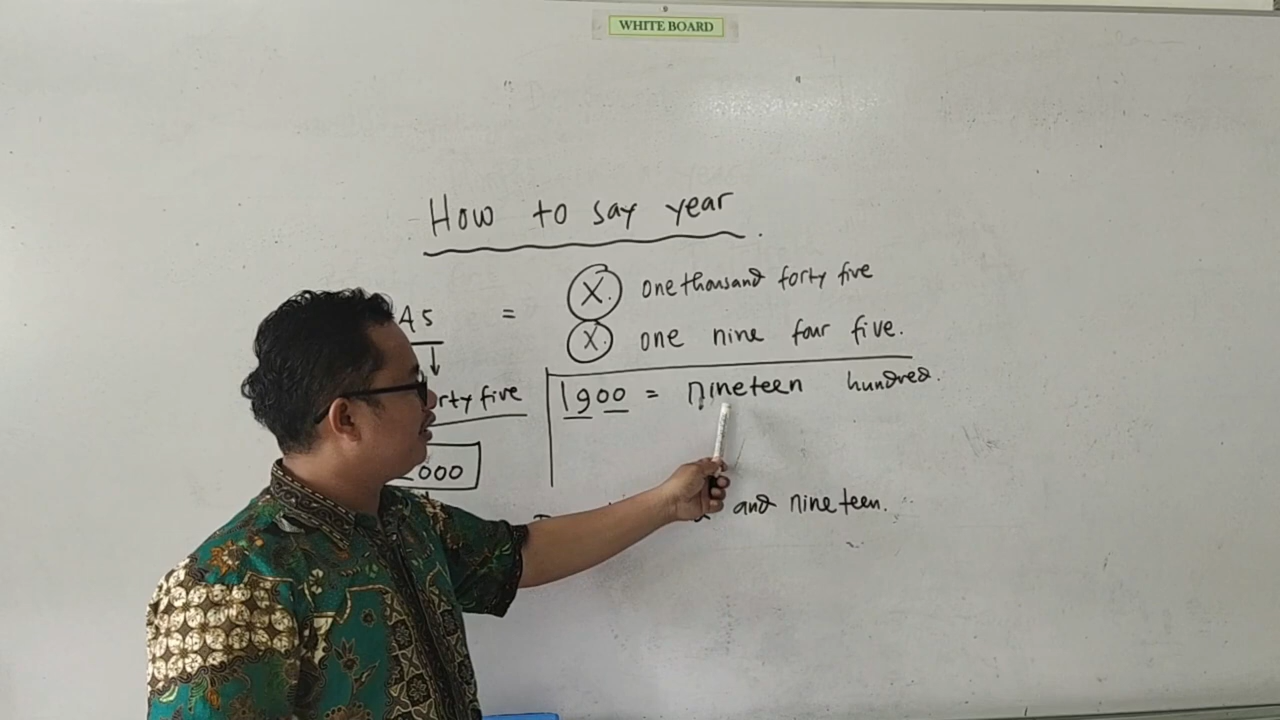 WHITE BOARD
How to say year.
45 = X. one thousand forty five
X. one nine four five.
rty five
1900 = nineteen hundred.
000
and nineteen.